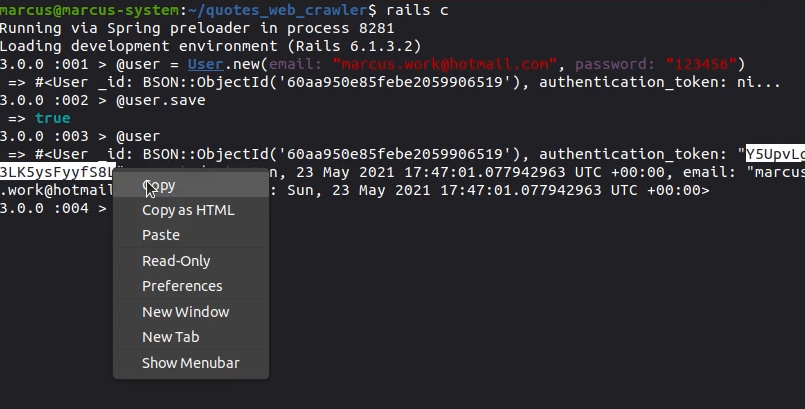 marcus@marcus-system:~/quotes_web_crawler$ rails c
Running via Spring preloader in process 8281
Loading development environment (Rails 6.1.3.2)
3.0.0 :001 > @user = User.new(email: "marcus.work@hotmail.com", password: "123456")
 => #<User _id: BSON::ObjectId('60aa950e85febe2059906519'), authentication_token: ni...
3.0.0 :002 > @user.save
 => true
3.0.0 :003 > @user
 => #<User _id: BSON::ObjectId('60aa950e85febe2059906519'), authentication_token: "Y5UpvLg
3LK5ysFyyfS8L n, 23 May 2021 17:47:01.077942963 UTC +00:00, email: "marcus
.work@hotmail : Sun, 23 May 2021 17:47:01.077942963 UTC +00:00>
3.0.0 :004 >
Copy
Copy as HTML
Paste
Read-Only
Preferences
New Window
New Tab
Show Menubar